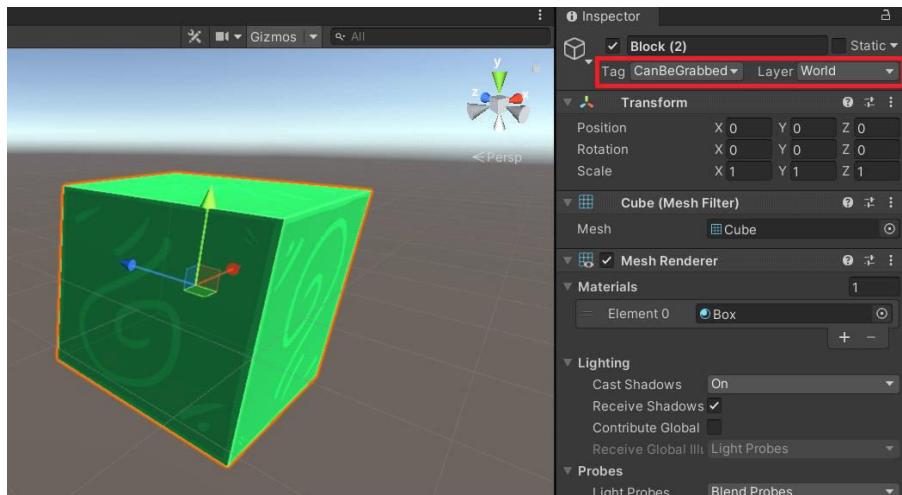 Inspector
Gizmos
All
Block (2)
Static
Tag CanBeGrabbed Layer World
y
z
x
Persp
Transform
Position X 0 Y 0 Z 0
Rotation X 0 Y 0 Z 0
Scale X 1 Y 1 Z 1
Cube (Mesh Filter)
Mesh Cube
Mesh Renderer
Materials 1
Element 0 Box
Lighting
Cast Shadows On
Receive Shadows
Contribute Global
Receive Global Illu Light Probes
Probes
Light Probes Blend Probes